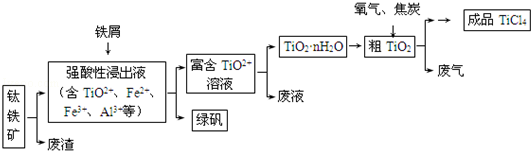 氧气、焦炭
铁屑
成品 TiCl4
强酸性浸出液
（含 TiO2+、Fe2+、
Fe3+、Al3+等）
富含 TiO2+
溶液
TiO2·nH2O
粗 TiO2
废气
钛
铁
矿
绿矾
废液
废渣